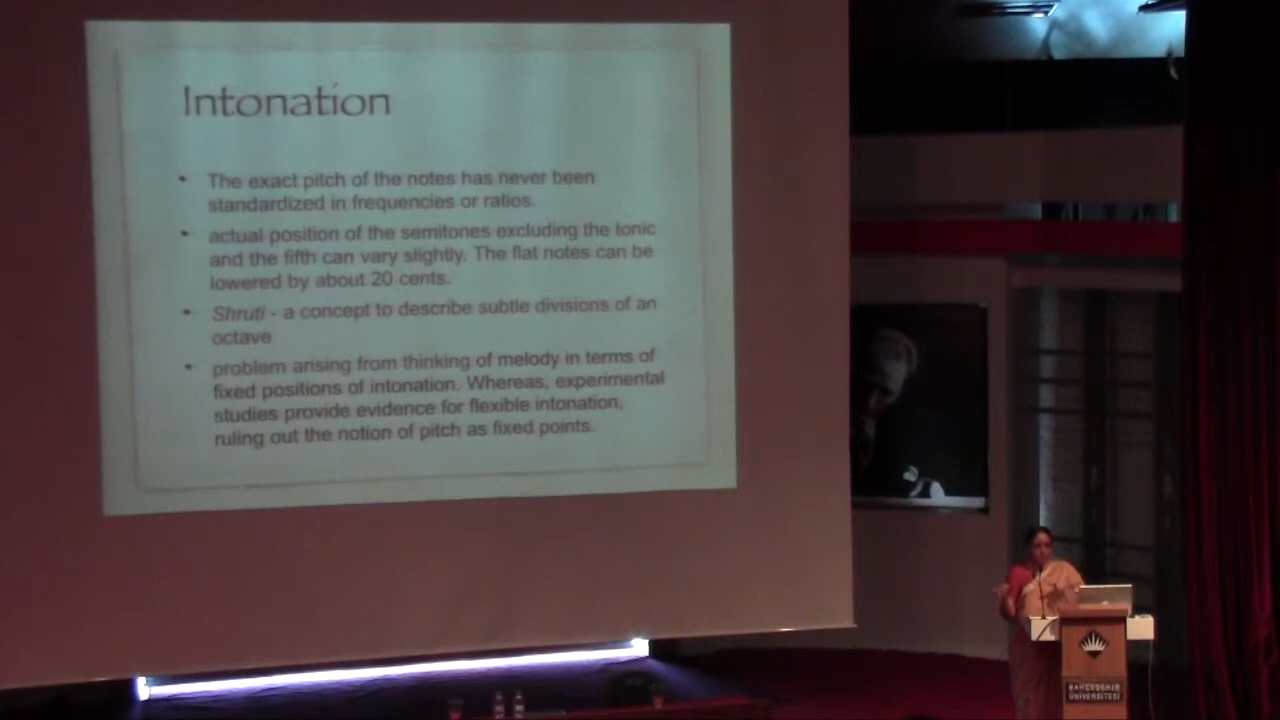 Intonation
• The exact pitch of the notes has never been
standardized in frequencies or ratios.
• actual position of the semitones excluding the tonic
and the fifth can vary slightly. The flat notes can be
lowered by about 20 cents.
• Shruti - a concept to describe subtle divisions of an
octave
• problem arising from thinking of melody in terms of
fixed positions of intonation. Whereas, experimental
studies provide evidence for flexible intonation,
ruling out the notion of pitch as fixed points.
BAHÇEŞEHİR
ÜNİVERSİTESİ